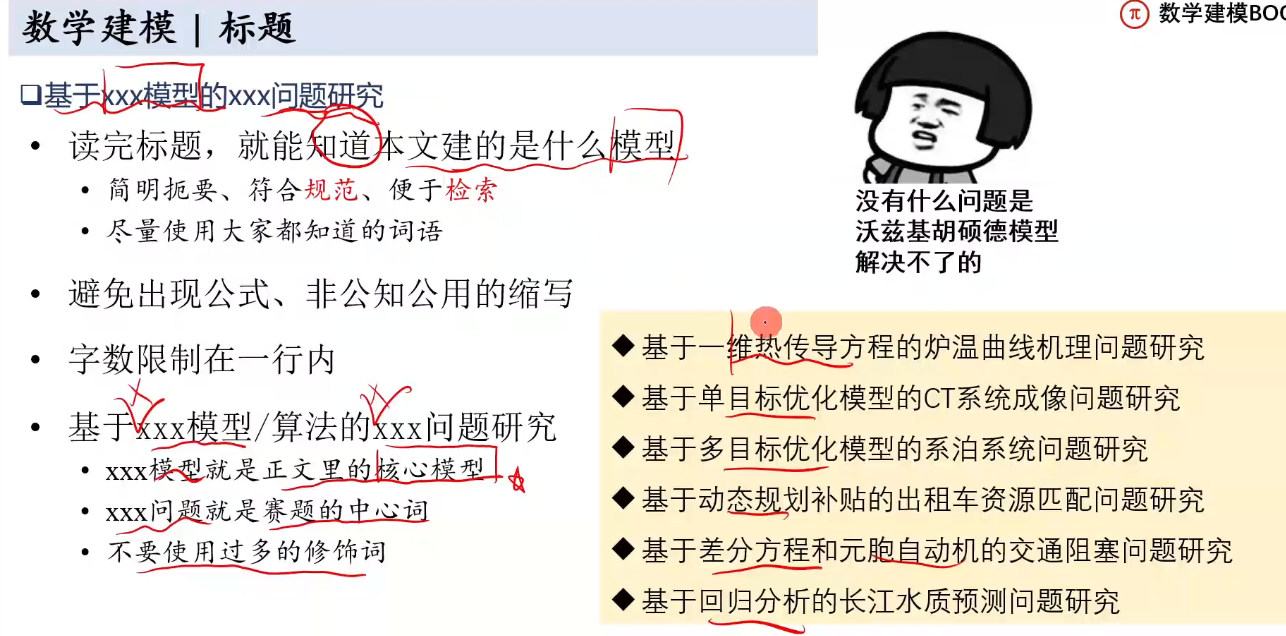 数学建模 | 标题
π 数学建模BOO
基于xxx模型的xxx问题研究
• 读完标题，就能知道本文建的是什么模型
• 简明扼要、符合规范、便于检索
• 尽量使用大家都知道的词语
• 避免出现公式、非公知公用的缩写
• 字数限制在一行内
• 基于xxx模型/算法的xxx问题研究
• xxx模型就是正文里的核心模型
• xxx问题就是赛题的中心词
• 不要使用过多的修饰词
没有什么问题是
沃兹基胡硕德模型
解决不了的
◆ 基于一维热传导方程的炉温曲线机理问题研究
◆ 基于单目标优化模型的CT系统成像问题研究
◆ 基于多目标优化模型的系泊系统问题研究
◆ 基于动态规划补贴的出租车资源匹配问题研究
◆ 基于差分方程和元胞自动机的交通阻塞问题研究
◆ 基于回归分析的长江水质预测问题研究